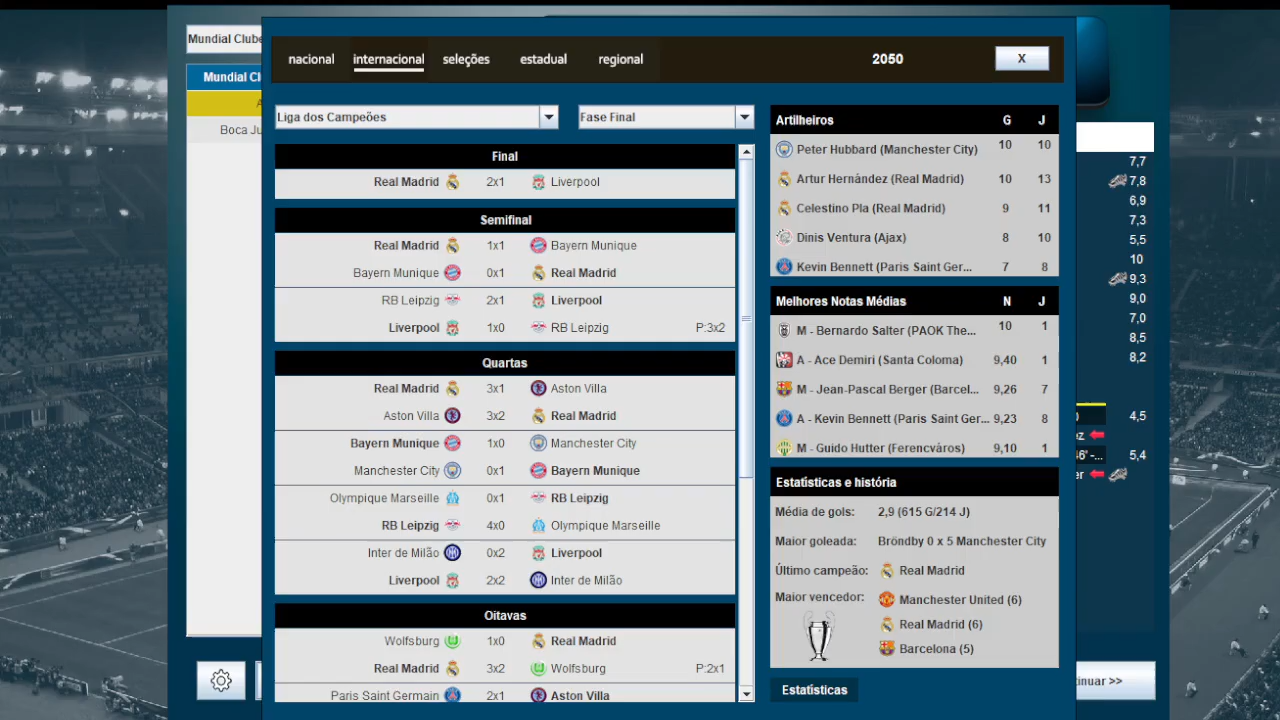 Mundial Clube
Mundial Cl
A
Boca Ju
nacional internacional seleções estadual regional 2050 X
Liga dos Campeões Fase Final
Final
Real Madrid 2x1 Liverpool
Semifinal
Real Madrid 1x1 Bayern Munique
Bayern Munique 0x1 Real Madrid
RB Leipzig 2x1 Liverpool
Liverpool 1x0 RB Leipzig P:3x2
Quartas
Real Madrid 3x1 Aston Villa
Aston Villa 3x2 Real Madrid
Bayern Munique 1x0 Manchester City
Manchester City 0x1 Bayern Munique
Olympique Marseille 0x1 RB Leipzig
RB Leipzig 4x0 Olympique Marseille
Inter de Milão 0x2 Liverpool
Liverpool 2x2 Inter de Milão
Oitavas
Wolfsburg 1x0 Real Madrid
Real Madrid 3x2 Wolfsburg P:2x1
Paris Saint Germain 2x1 Aston Villa
Artilheiros G J
Peter Hubbard (Manchester City) 10 10
Artur Hernández (Real Madrid) 10 13
Celestino Pla (Real Madrid) 9 11
Dinis Ventura (Ajax) 8 10
Kevin Bennett (Paris Saint Ger... 7 8
Melhores Notas Médias N J
M - Bernardo Salter (PAOK The... 10 1
A - Ace Demiri (Santa Coloma) 9,40 1
M - Jean-Pascal Berger (Barcel... 9,26 7
A - Kevin Bennett (Paris Saint Ger... 9,23 8
M - Guido Hutter (Ferencváros) 9,10 1
Estatísticas e história
Média de gols: 2,9 (615 G/214 J)
Maior goleada: Bröndby 0 x 5 Manchester City
Último campeão: Real Madrid
Maior vencedor: Manchester United (6)
Real Madrid (6)
Barcelona (5)
Estatísticas
7,7
7,8
6,9
7,3
5,5
10
9,3
9,0
7,0
8,5
8,2
) 4,5
ez
46' -... 5,4
er
nuar >>